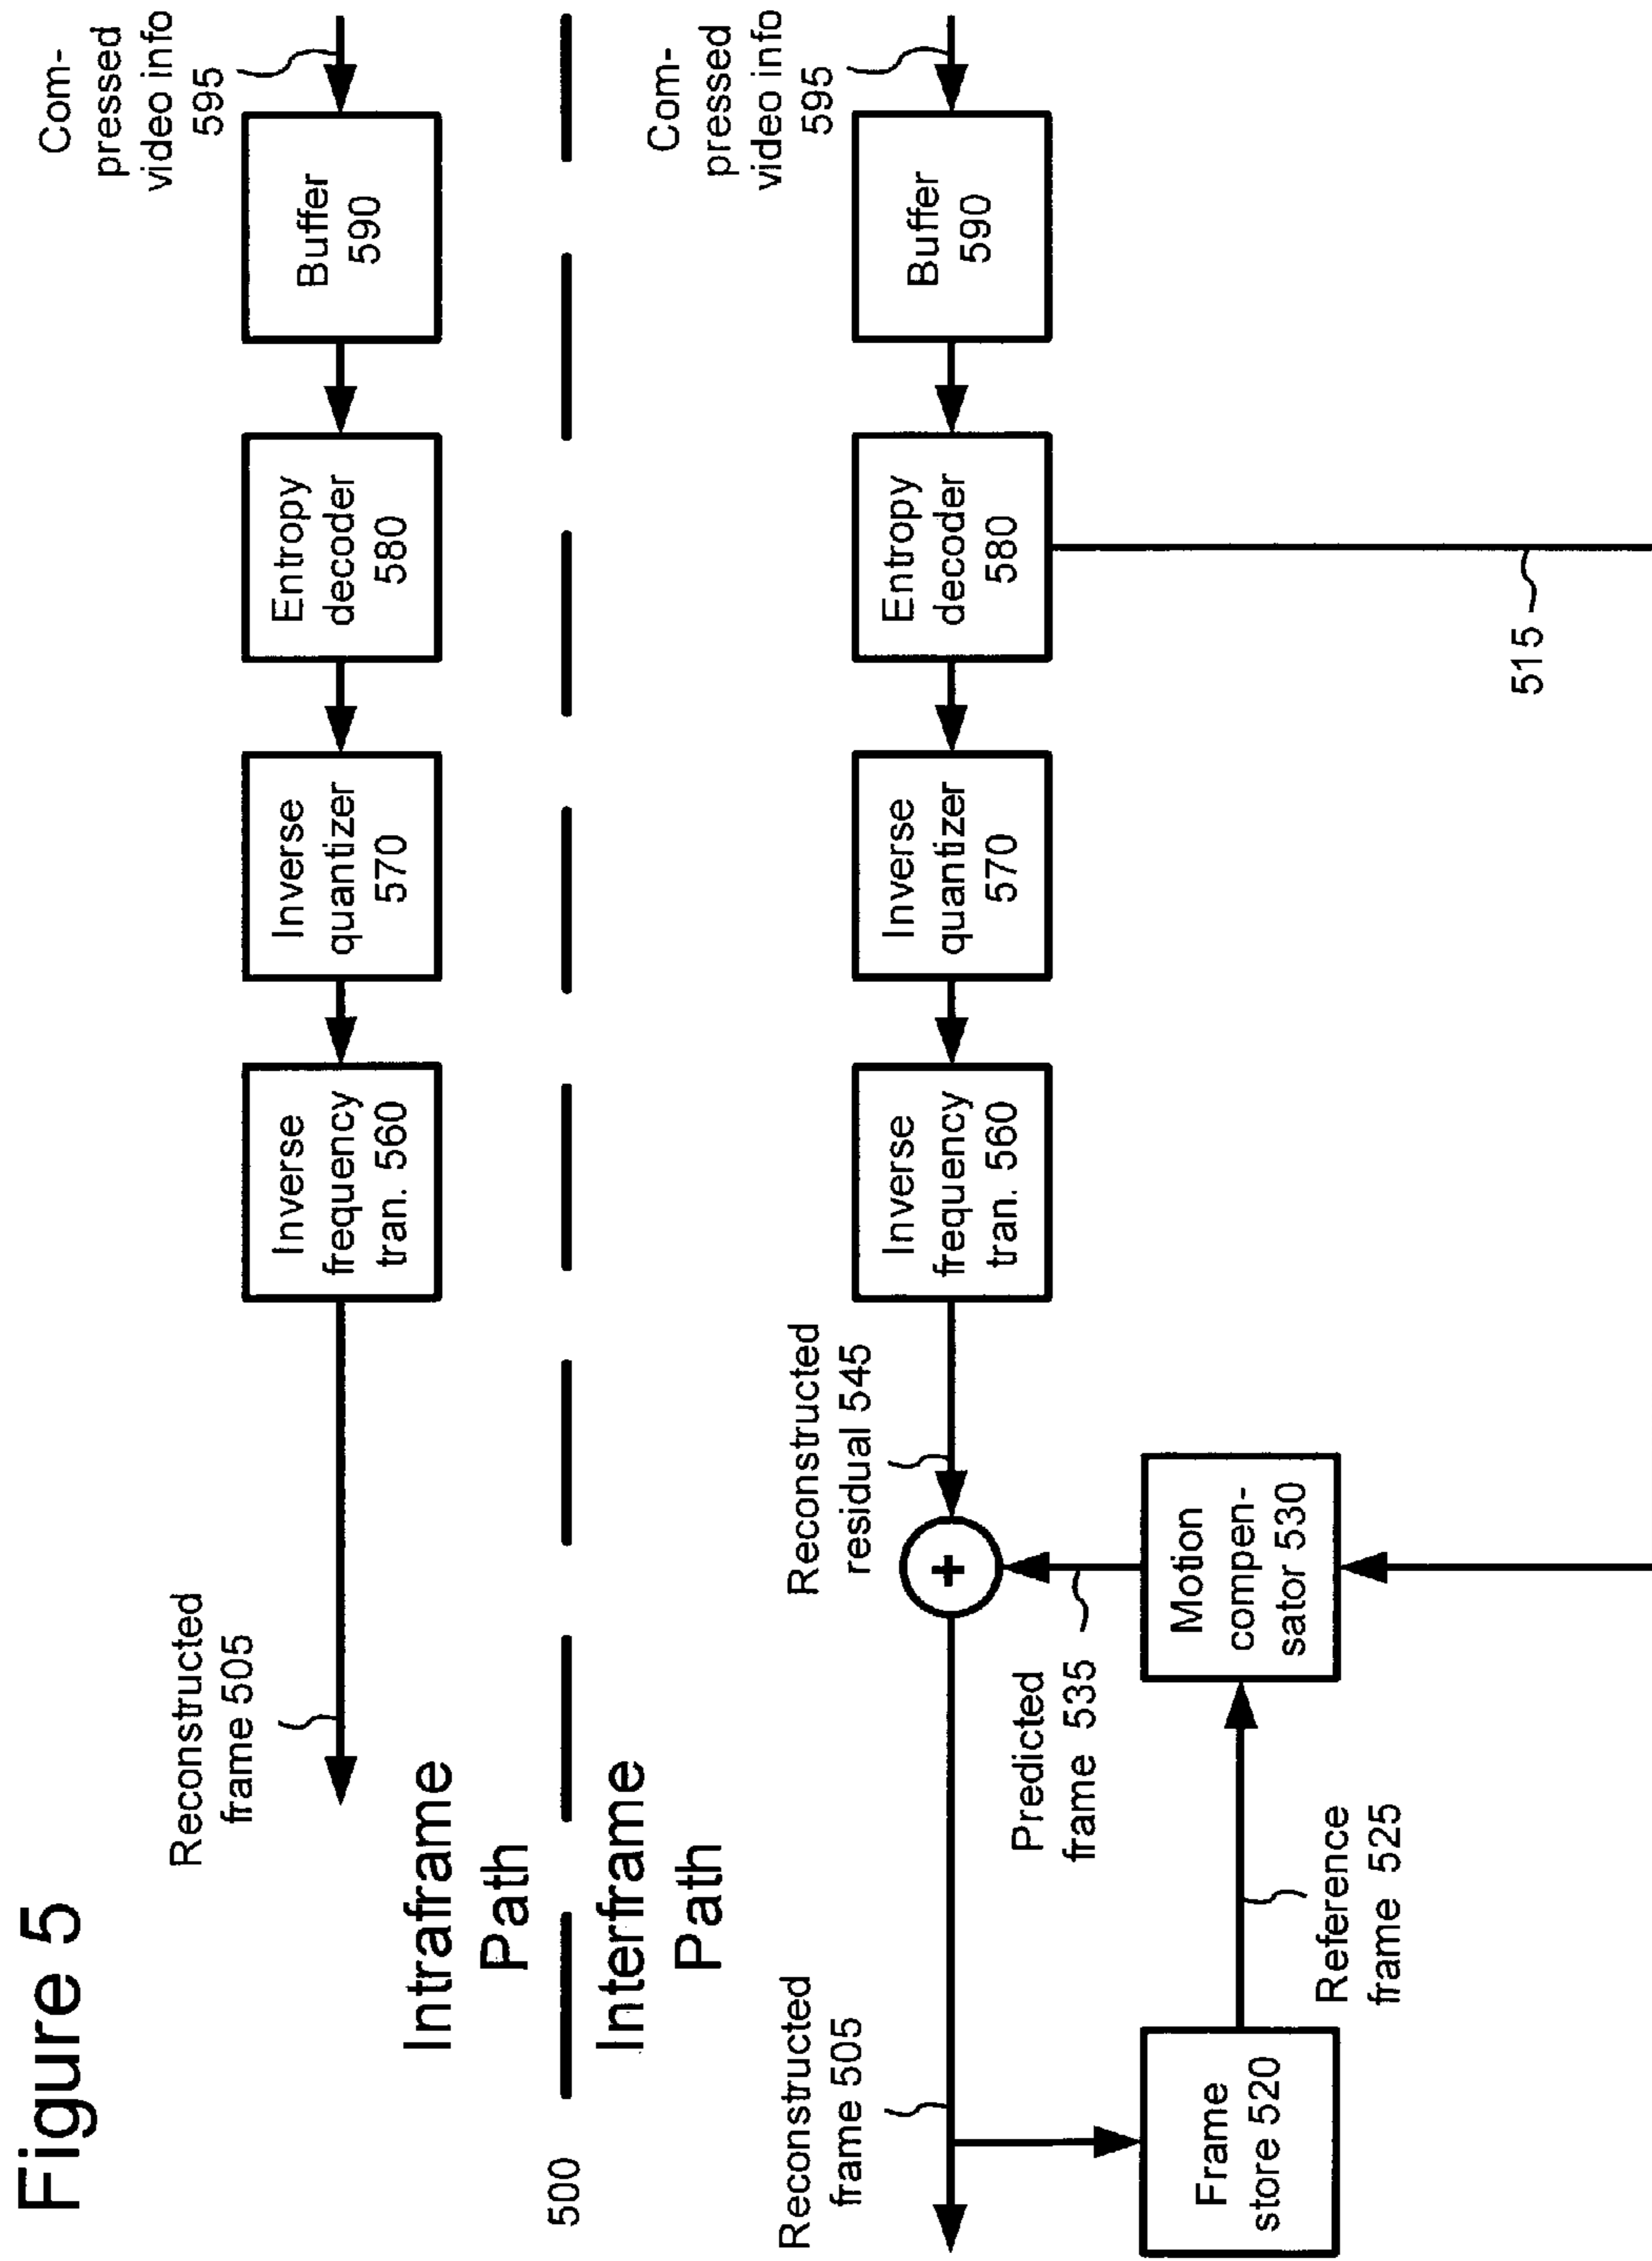 Figure 5
Reconstructed
frame 505
Inverse
frequency
tran. 560
Inverse
quantizer
570
Entropy
decoder
580
Buffer
590
Com-
pressed
video info
595
Intraframe
Path
500
Interframe
Path
Reconstructed
frame 505
Reconstructed
residual 545
+
Inverse
frequency
tran. 560
Inverse
quantizer
570
Entropy
decoder
580
Buffer
590
Com-
pressed
video info
595
Predicted
frame 535
Frame
store 520
Reference
frame 525
Motion
compen-
sator 530
515